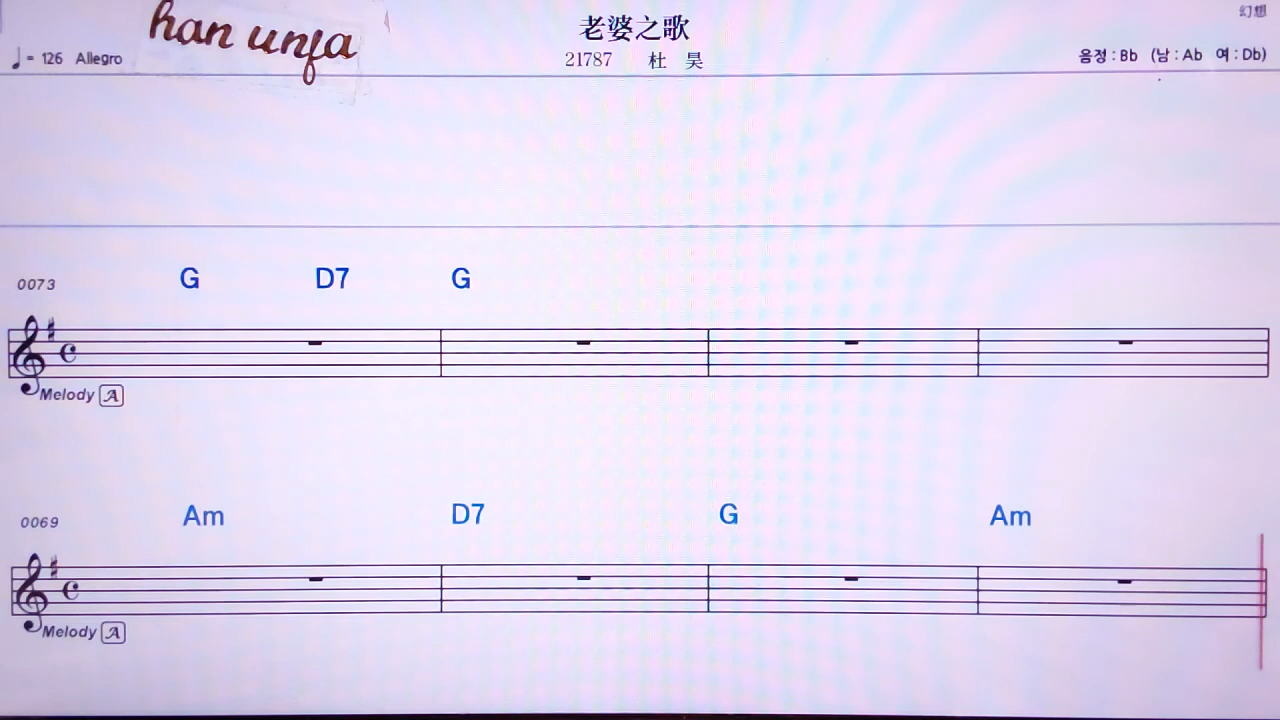 han unfa
老婆之歌
幻想
♩= 126 Allegro
21787 杜 昊
음정 : Bb (남 : Ab 여 : Db)
0073 G D7 G
Melody A
0069 Am D7 G Am
Melody A